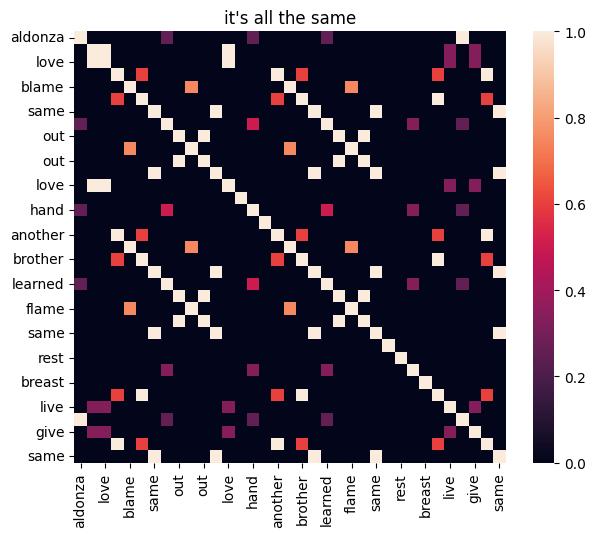 it's all the same
aldonza
love
blame
same
out
out
love
hand
another
brother
learned
flame
same
rest
breast
live
give
same
1.0
0.8
0.6
0.4
0.2
0.0
aldonza
love
blame
same
out
out
love
hand
another
brother
learned
flame
same
rest
breast
live
give
same